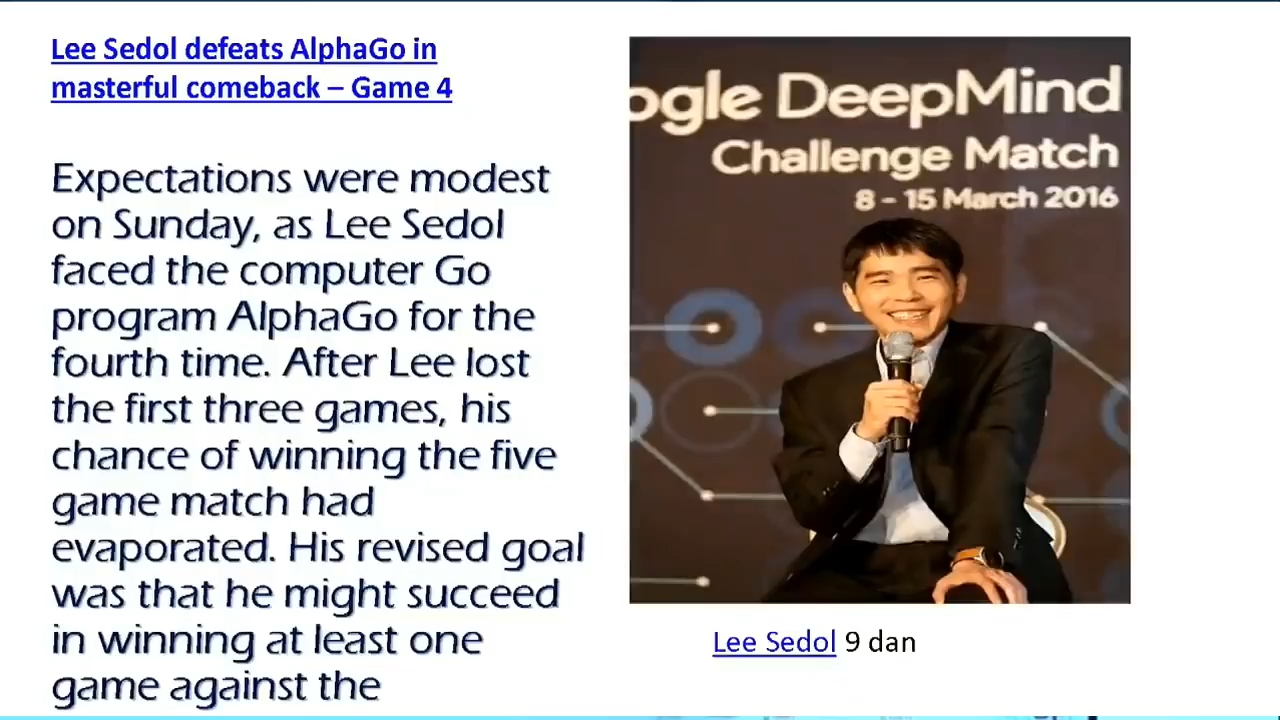 Lee Sedol defeats AlphaGo in
masterful comeback – Game 4
Expectations were modest
on Sunday, as Lee Sedol
faced the computer Go
program AlphaGo for the
fourth time. After Lee lost
the first three games, his
chance of winning the five
game match had
evaporated. His revised goal
was that he might succeed
in winning at least one
game against the
ogle DeepMind
Challenge Match
8 - 15 March 2016
Lee Sedol 9 dan